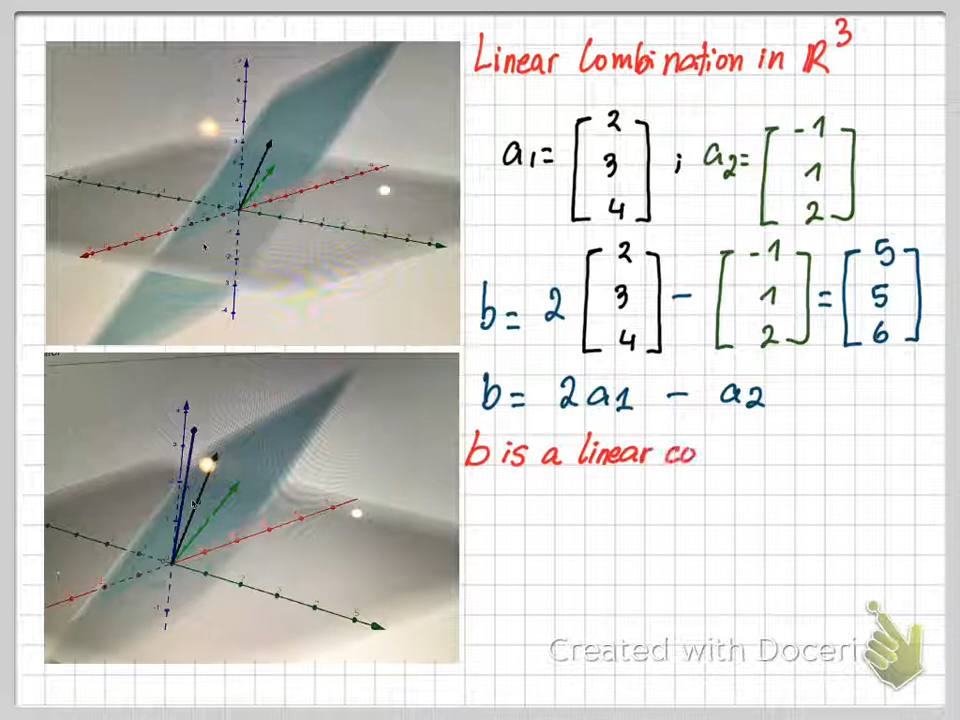 Linear Combination in R³
a1 = [2 3 4] ; a2 = [-1 1 2]
b = 2 [2 3 4] - [-1 1 2] = [5 5 6]
b = 2a1 - a2
b is a linear co
Created with Doceri